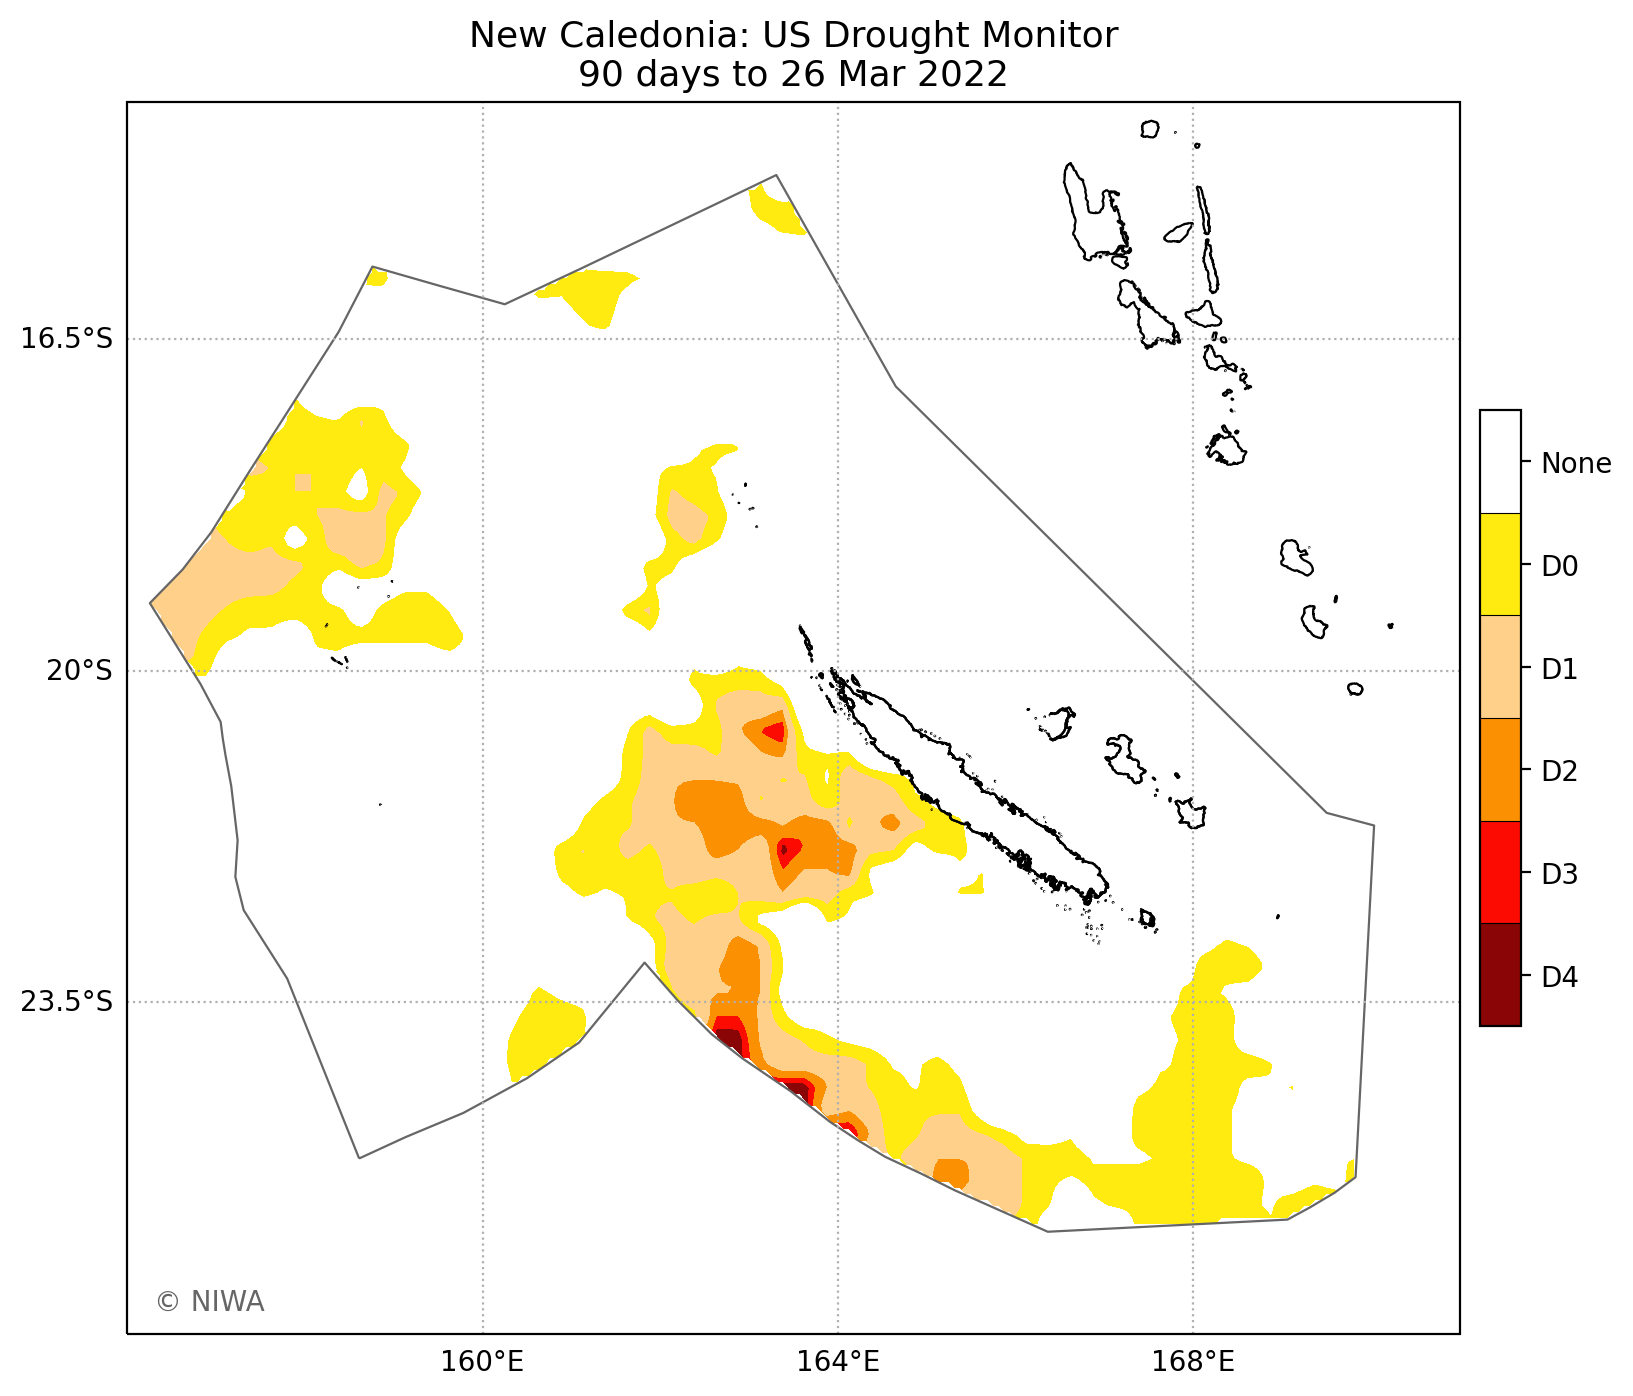 New Caledonia: US Drought Monitor
90 days to 26 Mar 2022
16.5°S
20°S
23.5°S
160°E
164°E
168°E
None
D0
D1
D2
D3
D4
© NIWA